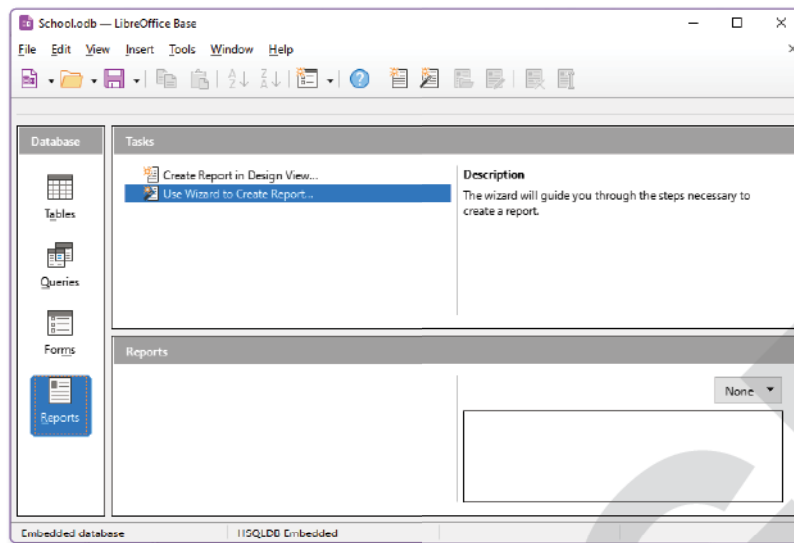 School.odb — LibreOffice Base
File Edit View Insert Tools Window Help
Database
Tasks
Tables
Queries
Forms
Reports
Create Report in Design View...
Use Wizard to Create Report...
Description
The wizard will guide you through the steps necessary to
create a report.
Reports
None
Embedded database
HSQLDB Embedded